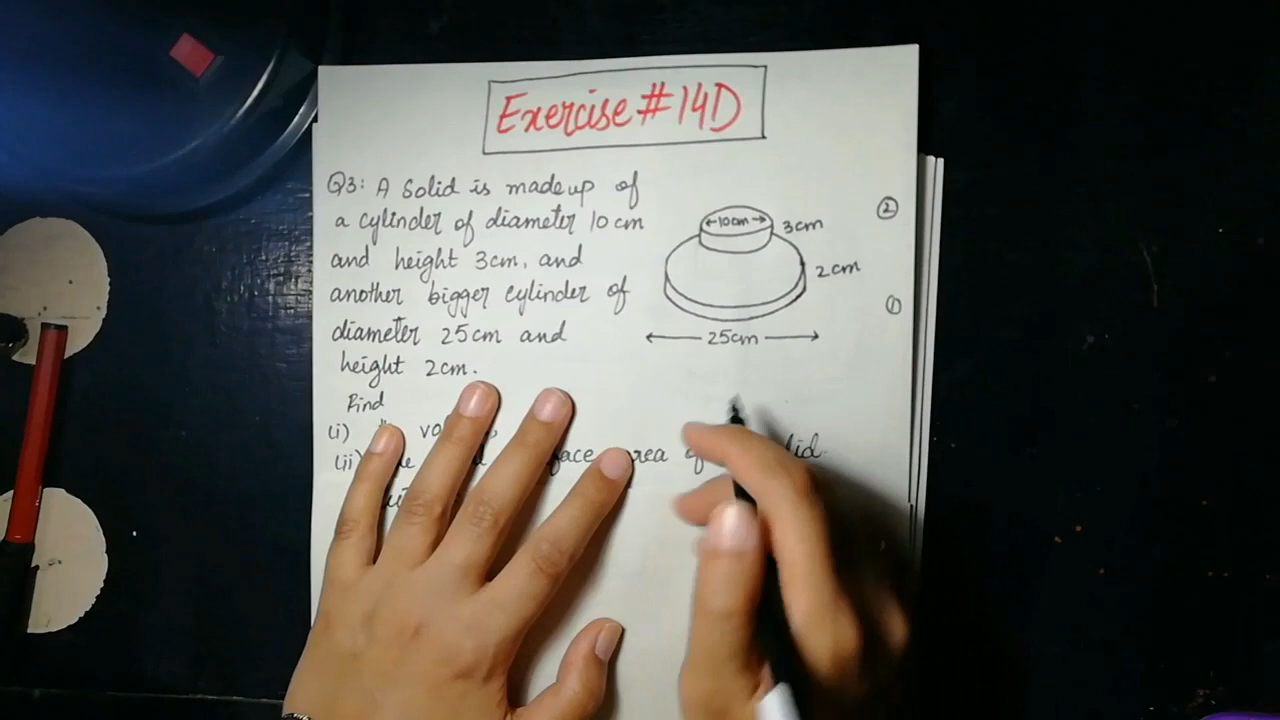 Exercise #14D
Q3: A Solid is made up of
a cylinder of diameter 10 cm
and height 3cm, and
another bigger cylinder of
diameter 25cm and
height 2cm.
Find
(i)
(ii)
10cm
3cm
2cm
25cm
②
①